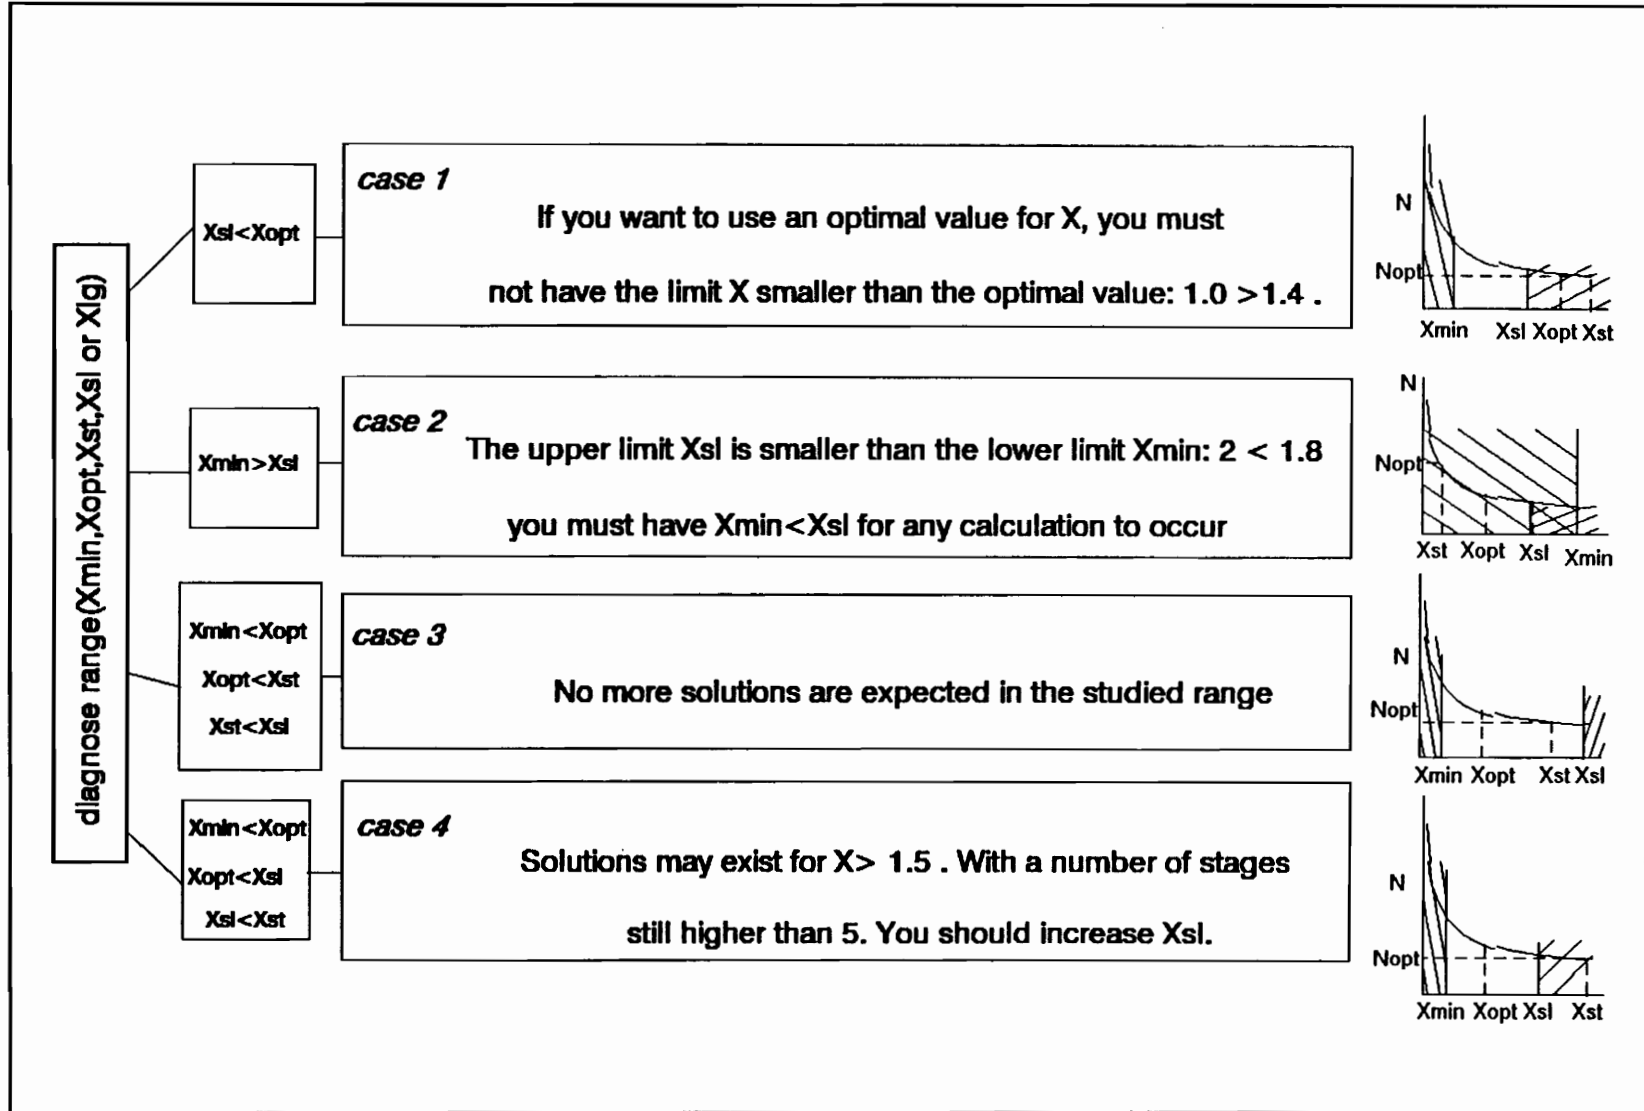 diagnose range(Xmin,Xopt,Xst,Xsl or Xlg)
Xsl<Xopt
case 1
If you want to use an optimal value for X, you must
not have the limit X smaller than the optimal value: 1.0 >1.4 .
N
Nopt
Xmin Xsl Xopt Xst
Xmin>Xsl
case 2
The upper limit Xsl is smaller than the lower limit Xmin: 2 < 1.8
you must have Xmin<Xsl for any calculation to occur
N
Nopt
Xst Xopt Xsl Xmin
Xmin<Xopt
Xopt<Xst
Xst<Xsl
case 3
No more solutions are expected in the studied range
N
Nopt
Xmin Xopt Xst Xsl
Xmin<Xopt
Xopt<Xsl
Xsl<Xst
case 4
Solutions may exist for X> 1.5 . With a number of stages
still higher than 5. You should increase Xsl.
N
Nopt
Xmin Xopt Xsl Xst